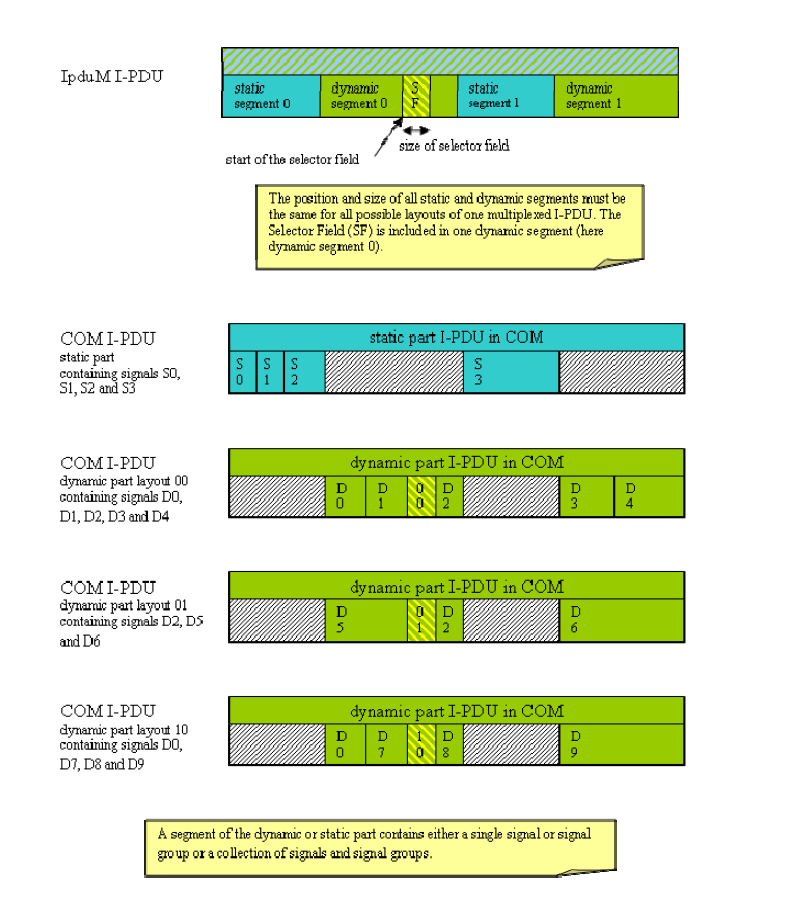 IpduM I-PDU
static
segment 0
dynamic
segment 0
S
F
static
segment 1
dynamic
segment 1
size of selector field
start of the selector field
The position and size of all static and dynamic segments must be
the same for all possible layouts of one multiplexed I-PDU. The
Selector Field (SF) is included in one dynamic segment (here
dynamic segment 0).
COM I-PDU
static part
containing signals S0,
S1, S2 and S3
static part I-PDU in COM
S
0
S
1
S
2
S
3
COM I-PDU
dynamic part layout 00
containing signals D0,
D1, D2, D3 and D4
dynamic part I-PDU in COM
D
0
D
1
0
0
D
2
D
3
D
4
COM I-PDU
dynamic part layout 01
containing signals D2, D5
and D6
dynamic part I-PDU in COM
D
5
0
1
D
2
D
6
COM I-PDU
dynamic part layout 10
containing signals D0,
D7, D8 and D9
dynamic part I-PDU in COM
D
0
D
7
1
0
D
8
D
9
A segment of the dynamic or static part contains either a single signal or signal
group or a collection of signals and signal groups.